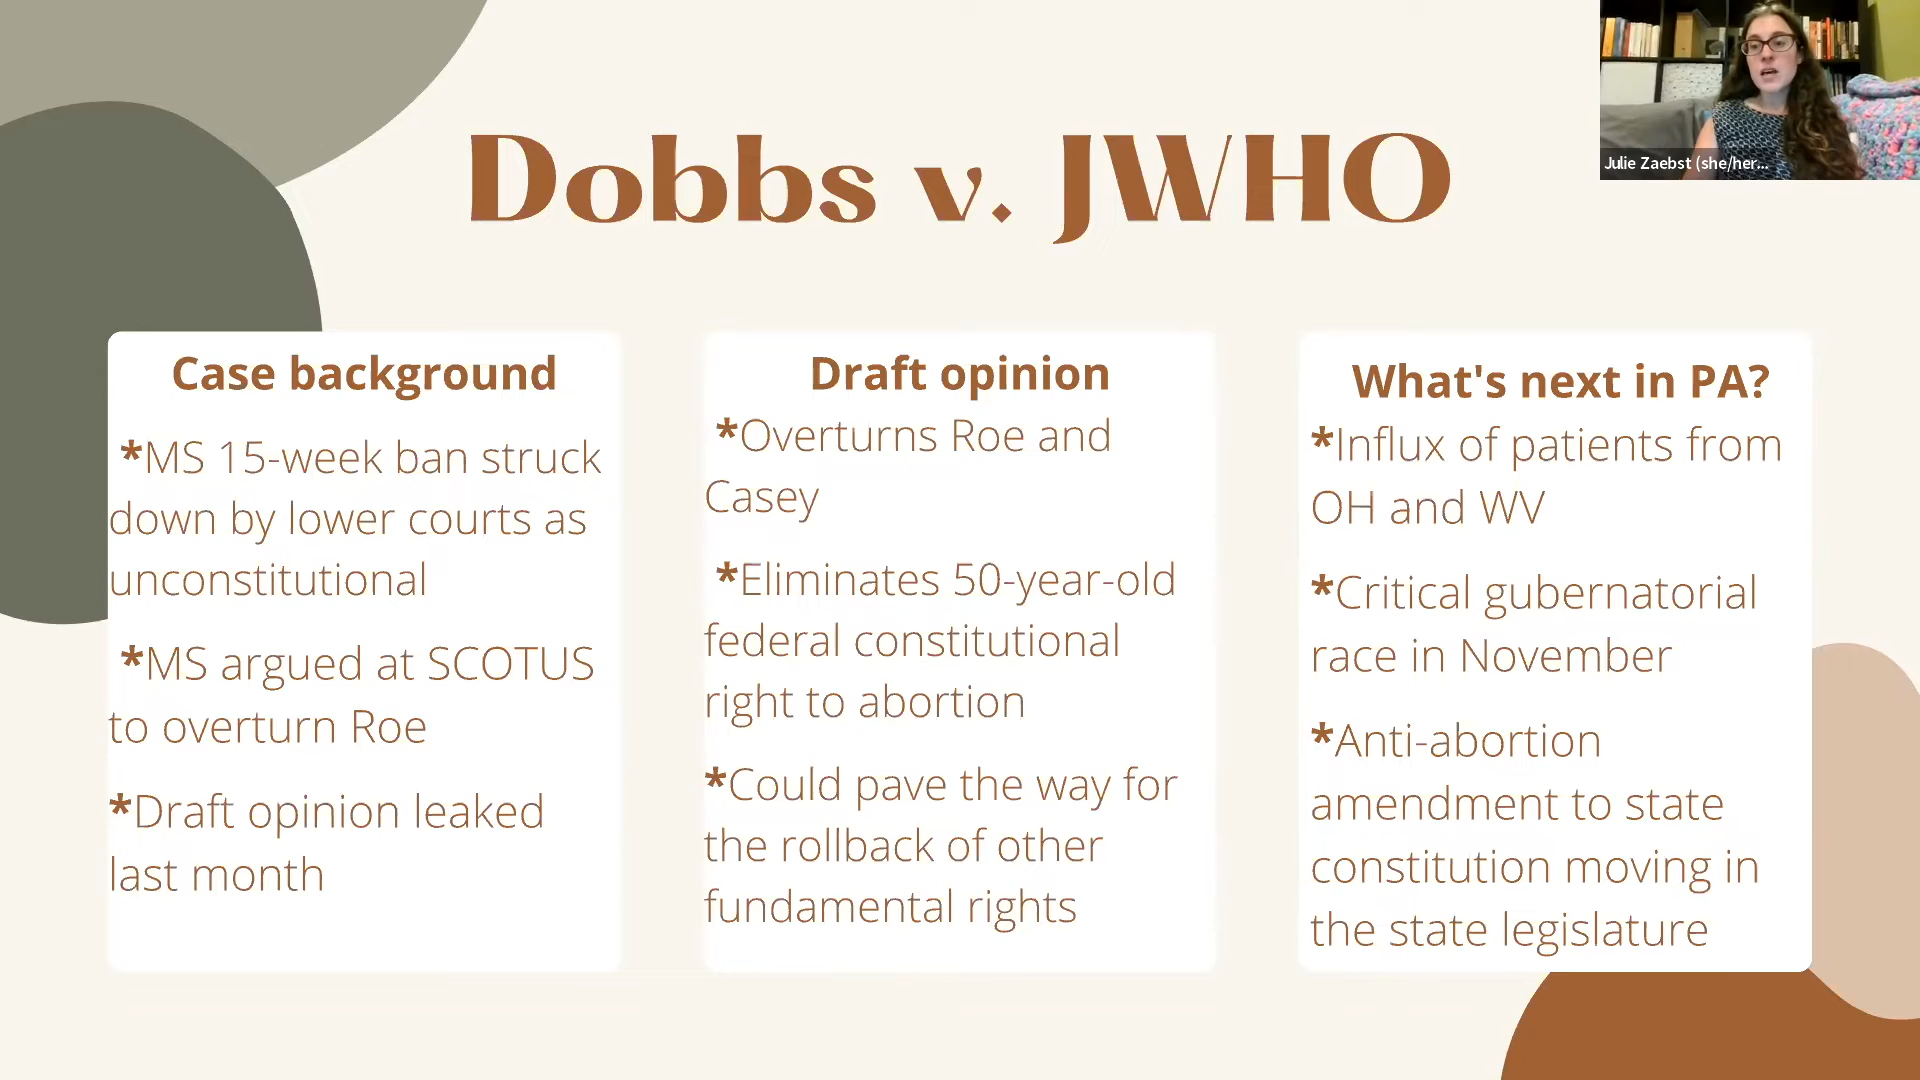 Dobbs v. JWHO
Julie Zaebst (she/her...
Case background
*MS 15-week ban struck
down by lower courts as
unconstitutional
*MS argued at SCOTUS
to overturn Roe
*Draft opinion leaked
last month
Draft opinion
*Overturns Roe and
Casey
*Eliminates 50-year-old
federal constitutional
right to abortion
*Could pave the way for
the rollback of other
fundamental rights
What's next in PA?
*Influx of patients from
OH and WV
*Critical gubernatorial
race in November
*Anti-abortion
amendment to state
constitution moving in
the state legislature